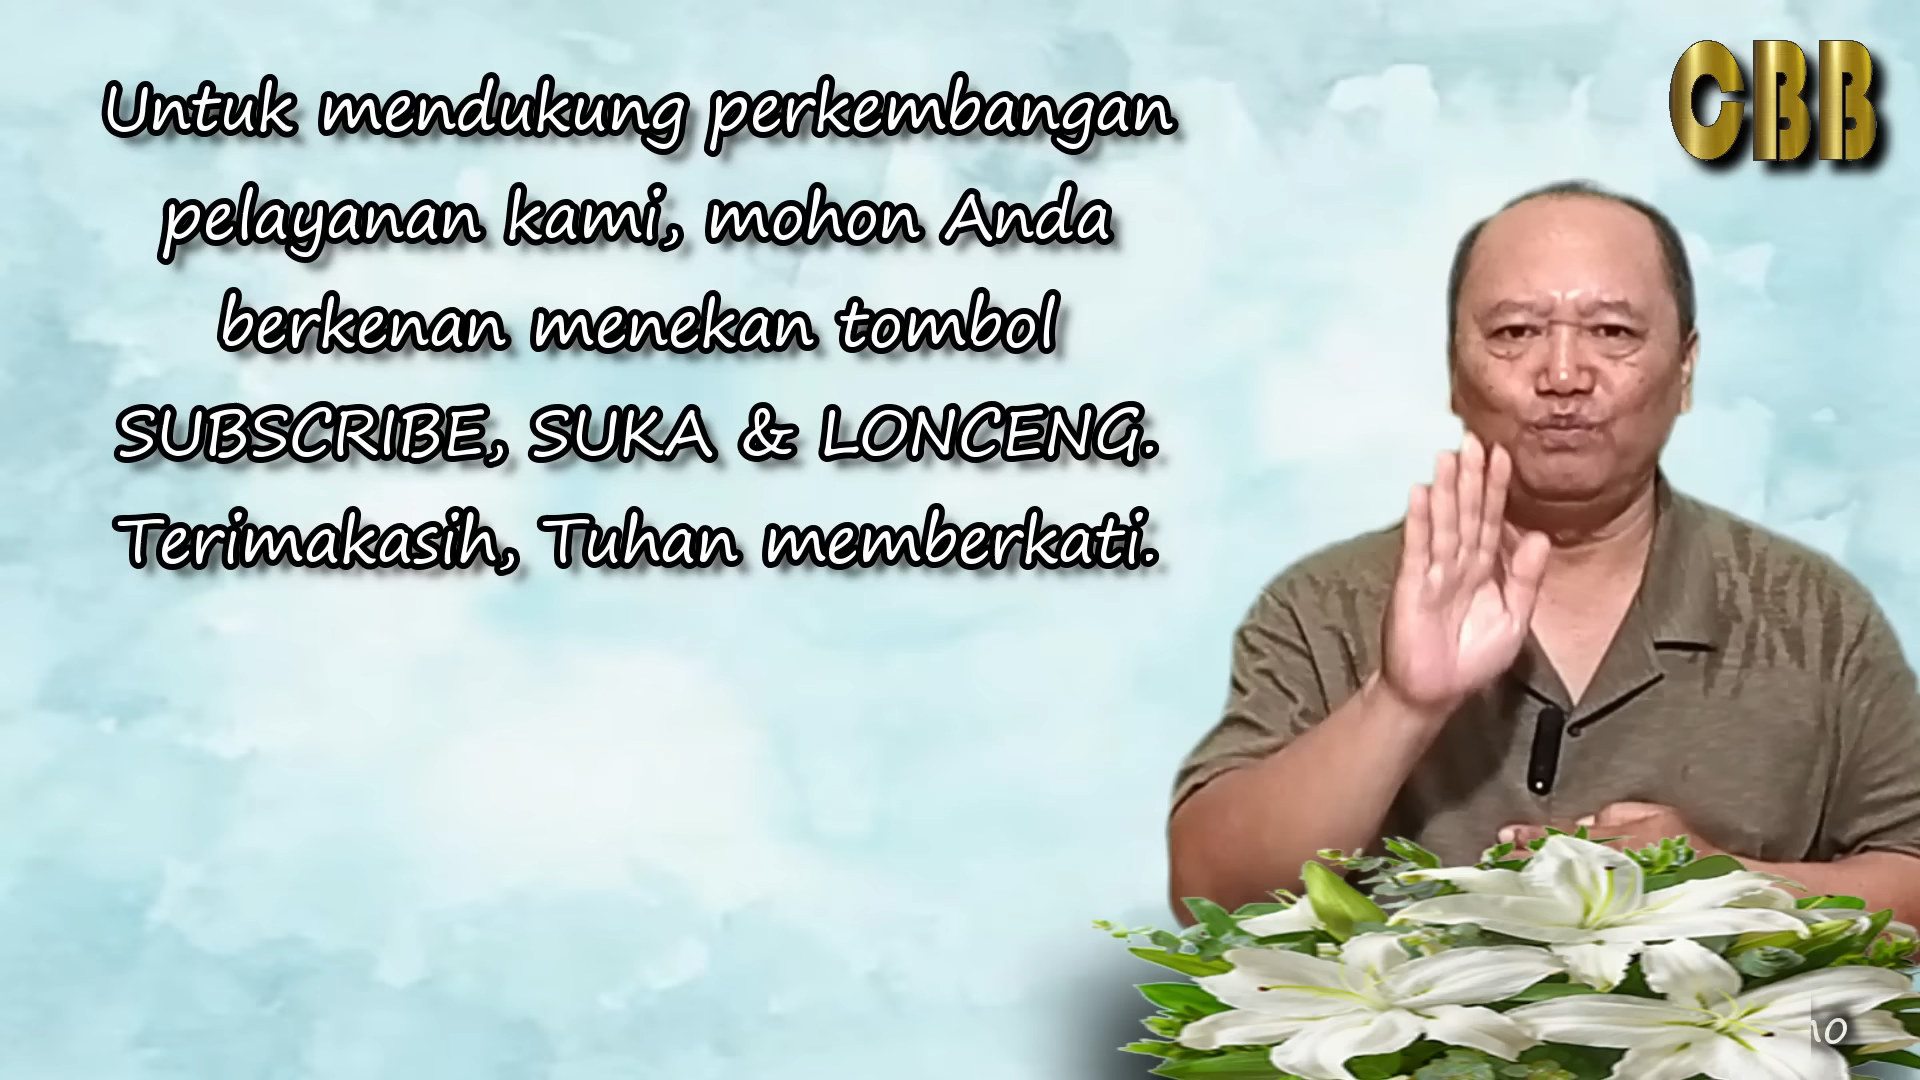 CBB
Untuk mendukung perkembangan
pelayanan kami, mohon Anda
berkenan menekan tombol
SUBSCRIBE, SUKA & LONCENG.
Terimakasih, Tuhan memberkati.